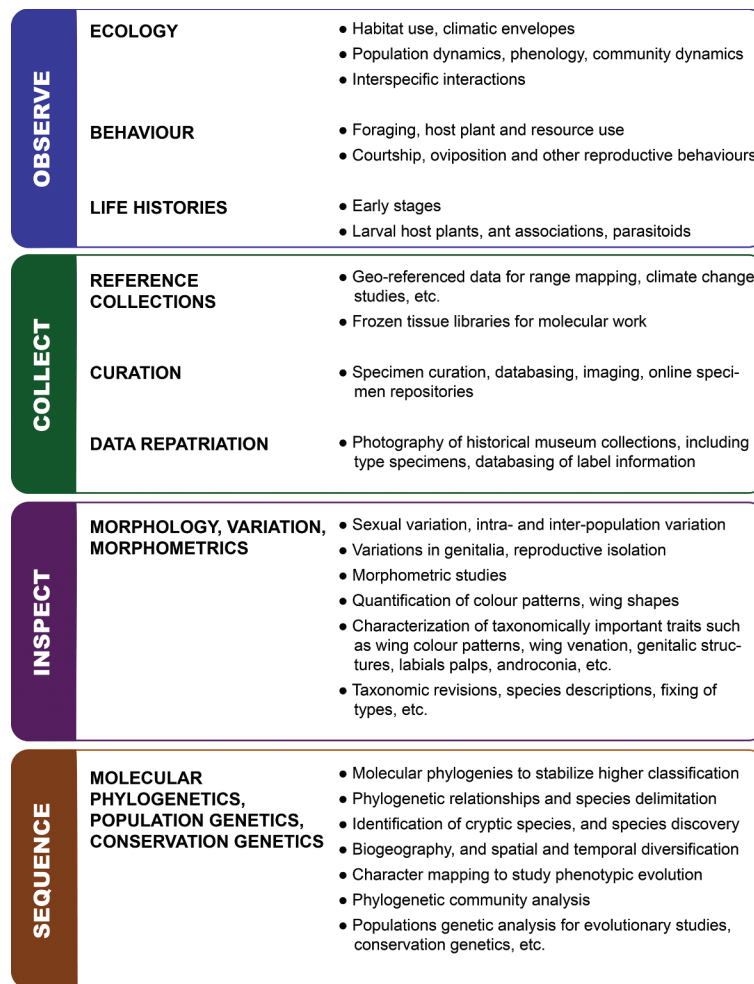 OBSERVE
ECOLOGY
● Habitat use, climatic envelopes
● Population dynamics, phenology, community dynamics
● Interspecific interactions
BEHAVIOUR
● Foraging, host plant and resource use
● Courtship, oviposition and other reproductive behaviours
LIFE HISTORIES
● Early stages
● Larval host plants, ant associations, parasitoids
COLLECT
REFERENCE
COLLECTIONS
● Geo-referenced data for range mapping, climate change
studies, etc.
● Frozen tissue libraries for molecular work
CURATION
● Specimen curation, databasing, imaging, online speci-
men repositories
DATA REPATRIATION
● Photography of historical museum collections, including
type specimens, databasing of label information
INSPECT
MORPHOLOGY, VARIATION,
MORPHOMETRICS
● Sexual variation, intra- and inter-population variation
● Variations in genitalia, reproductive isolation
● Morphometric studies
● Quantification of colour patterns, wing shapes
● Characterization of taxonomically important traits such
as wing colour patterns, wing venation, genitalic struc-
tures, labials palps, androconia, etc.
● Taxonomic revisions, species descriptions, fixing of
types, etc.
SEQUENCE
MOLECULAR
PHYLOGENETICS,
POPULATION GENETICS,
CONSERVATION GENETICS
● Molecular phylogenies to stabilize higher classification
● Phylogenetic relationships and species delimitation
● Identification of cryptic species, and species discovery
● Biogeography, and spatial and temporal diversification
● Character mapping to study phenotypic evolution
● Phylogenetic community analysis
● Populations genetic analysis for evolutionary studies,
conservation genetics, etc.